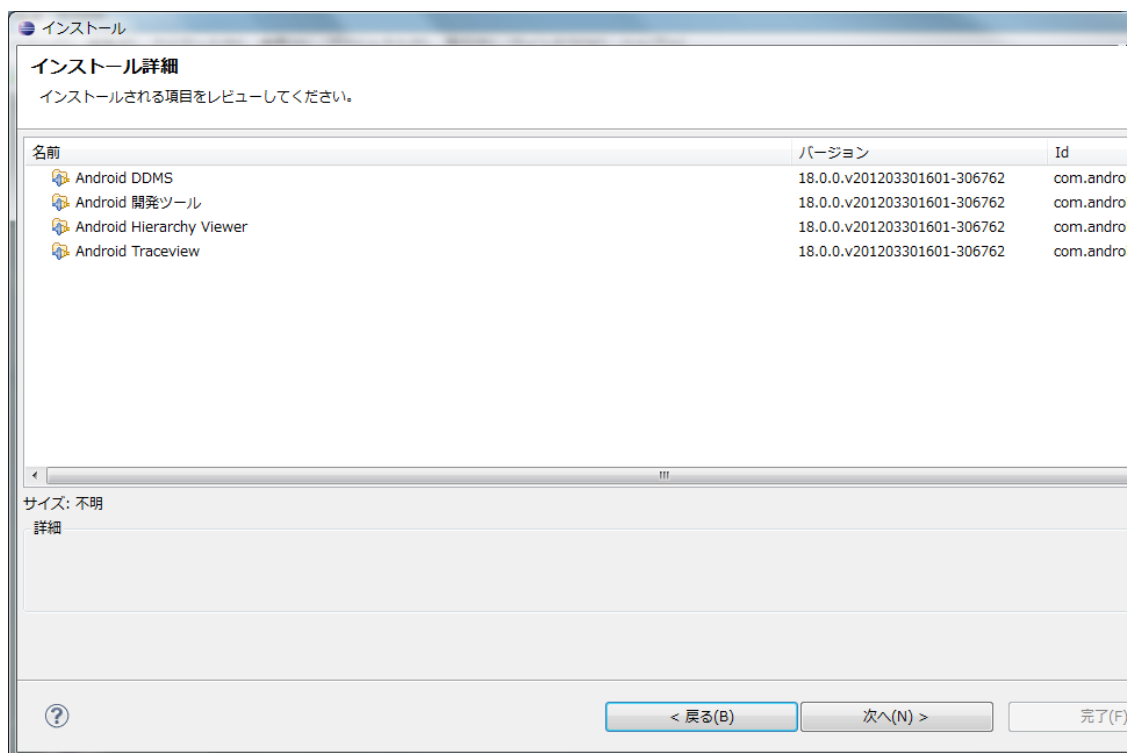 インストール
インストール詳細
インストールされる項目をレビューしてください。
名前 バージョン Id
Android DDMS 18.0.0.v201203301601-306762 com.andro
Android 開発ツール 18.0.0.v201203301601-306762 com.andro
Android Hierarchy Viewer 18.0.0.v201203301601-306762 com.andro
Android Traceview 18.0.0.v201203301601-306762 com.andro
サイズ: 不明
詳細
< 戻る(B) 次へ(N) > 完了(F)